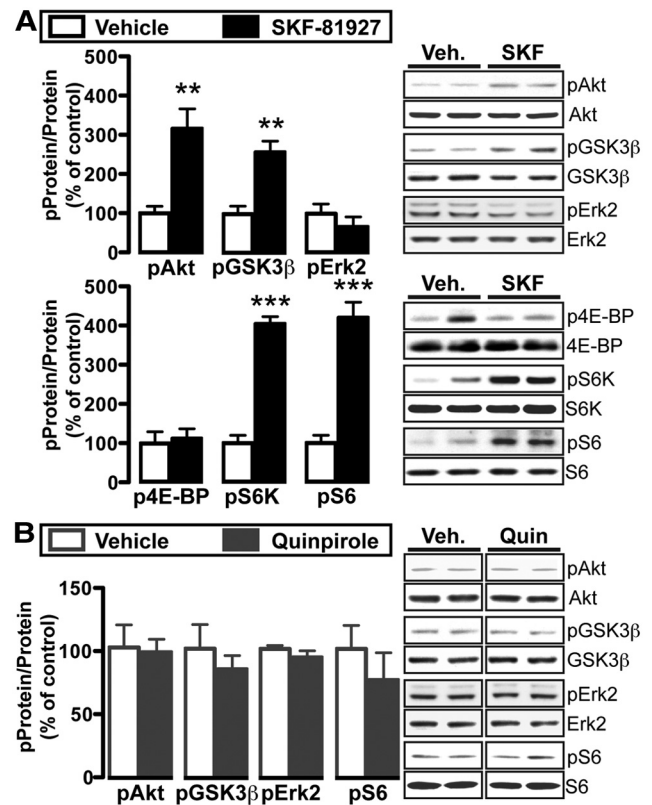 A
Vehicle SKF-81927
500
400
300
200
100
0
pProtein/Protein
(% of control)
** **
pAkt pGSK3β pErk2
Veh. SKF
pAkt
Akt
pGSK3β
GSK3β
pErk2
Erk2
500
400
300
200
100
0
pProtein/Protein
(% of control)
*** ***
p4E-BP pS6K pS6
Veh. SKF
p4E-BP
4E-BP
pS6K
S6K
pS6
S6
B
Vehicle Quinpirole
150
100
50
0
pProtein/Protein
(% of control)
pAkt pGSK3β pErk2 pS6
Veh. Quin
pAkt
Akt
pGSK3β
GSK3β
pErk2
Erk2
pS6
S6